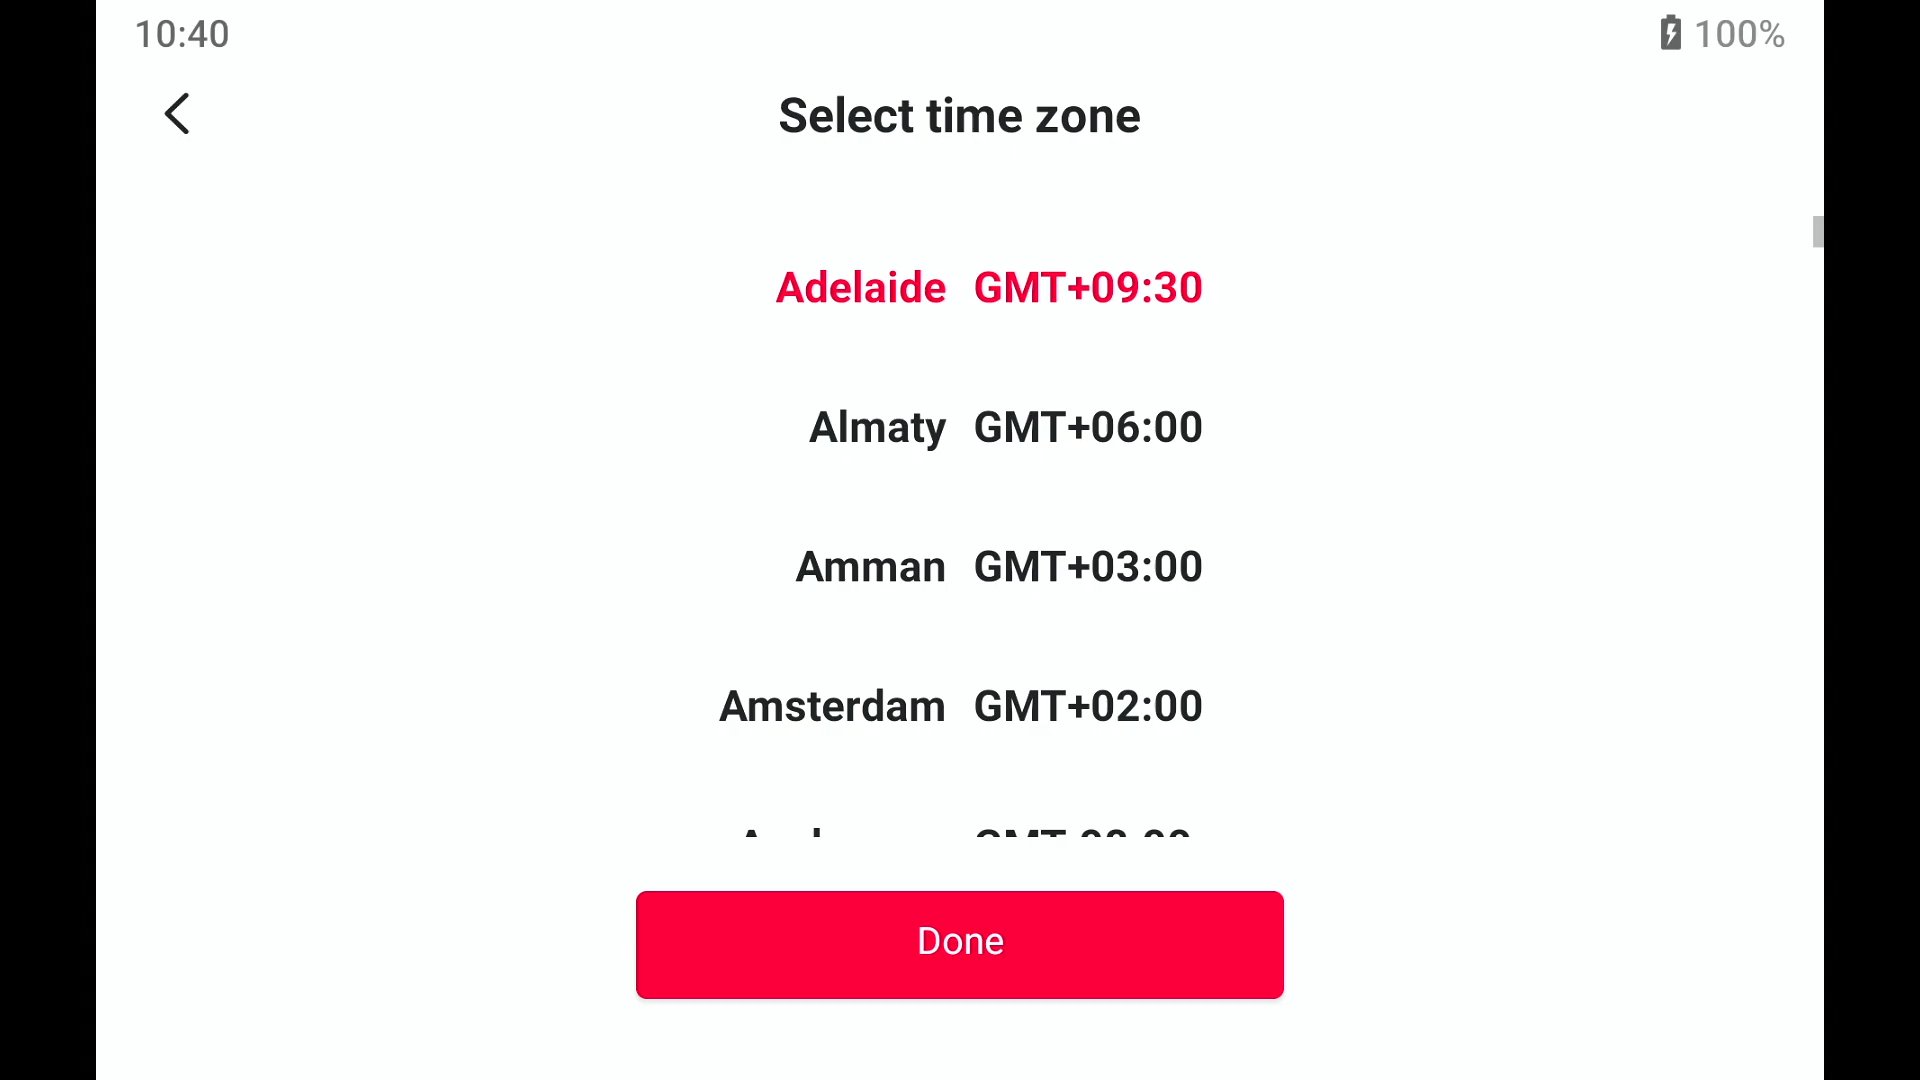 10:40
100%
Select time zone
Adelaide GMT+09:30
Almaty GMT+06:00
Amman GMT+03:00
Amsterdam GMT+02:00
Done